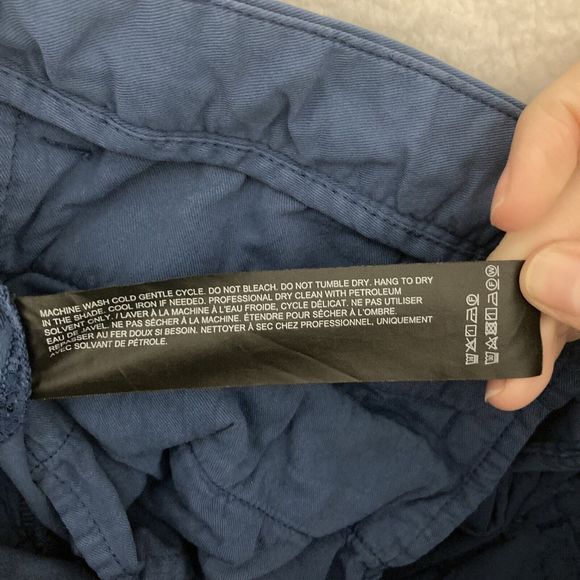 MACHINE WASH COLD GENTLE CYCLE. DO NOT BLEACH. DO NOT TUMBLE DRY. HANG TO DRY
IN THE SHADE. COOL IRON IF NEEDED. PROFESSIONAL DRY CLEAN WITH PETROLEUM
SOLVENT ONLY. / LAVER À LA MACHINE À L'EAU FROIDE, CYCLE DÉLICAT. NE PAS UTILISER
EAU DE JAVEL. NE PAS SÉCHER À LA MACHINE. ÉTENDRE POUR SÉCHER À L'OMBRE.
REPASSER AU FER DOUX SI BESOIN. NETTOYER À SEC CHEZ PROFESSIONNEL, UNIQUEMENT
AVEC SOLVANT DE PÉTROLE.